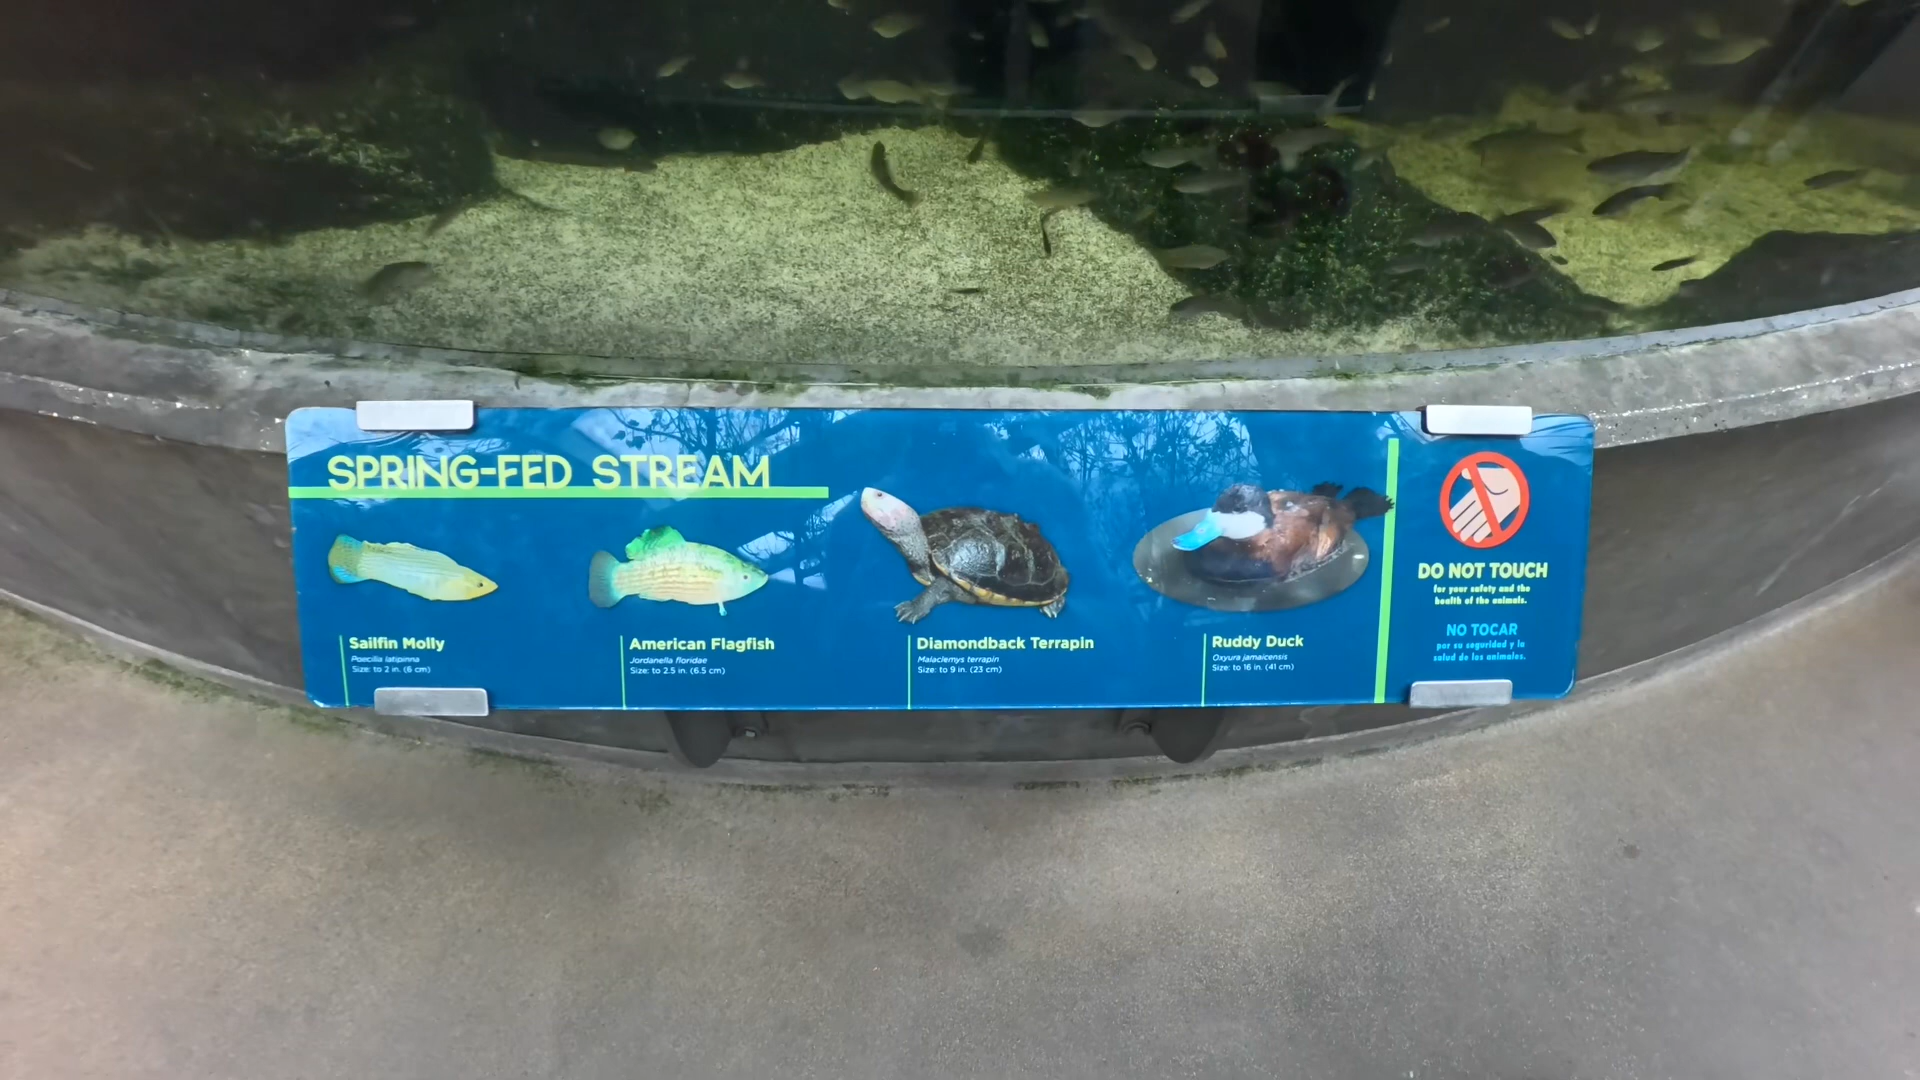 SPRING-FED STREAM
Sailfin Molly
Poecilia latipinna
Size: to 2 in. (6 cm)
American Flagfish
Jordanella floridae
Size: to 2.5 in. (6.5 cm)
Diamondback Terrapin
Malaclemys terrapin
Size: to 9 in. (23 cm)
Ruddy Duck
Oxyura jamaicensis
Size: to 16 in. (41 cm)
DO NOT TOUCH
for your safety and the
health of the animals.
NO TOCAR
por su seguridad y la
salud de los animales.